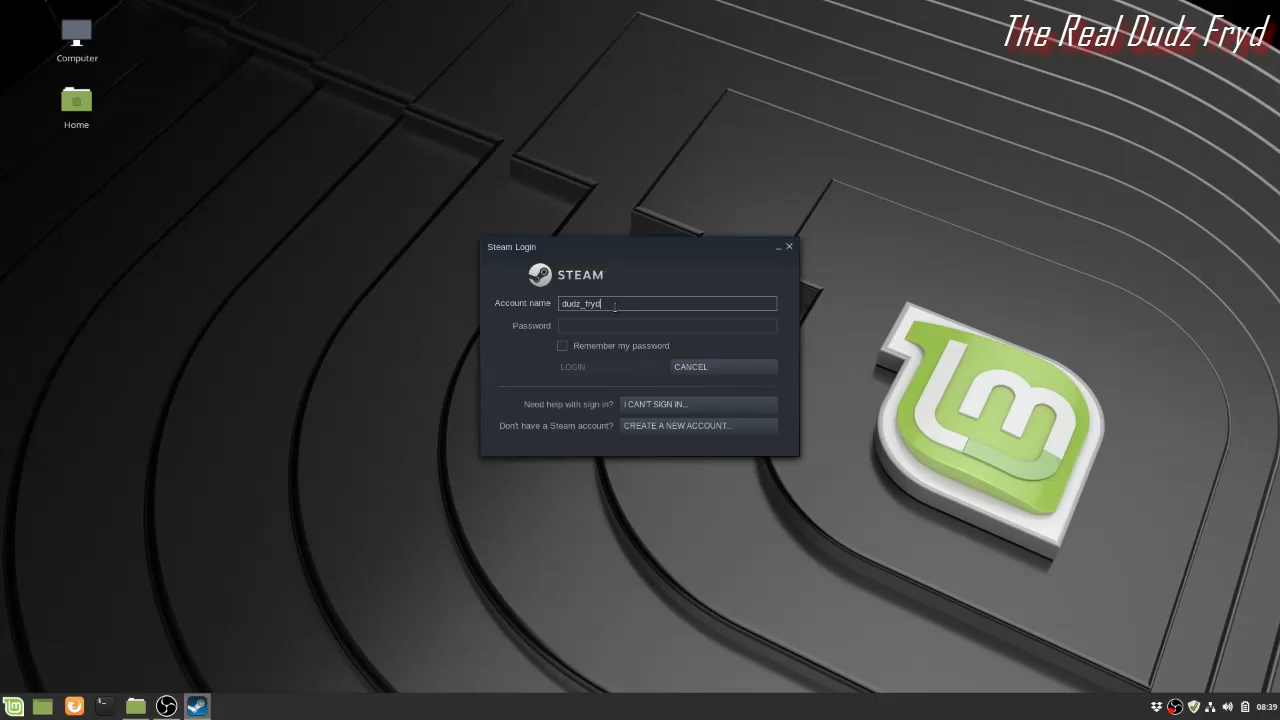 The Real Dudz Fryd
Computer
Home
Steam Login
STEAM
Account name
dudz_fryd
Password
Remember my password
LOGIN
CANCEL
Need help with sign in?
I CAN'T SIGN IN...
Don't have a Steam account?
CREATE A NEW ACCOUNT...
08:39